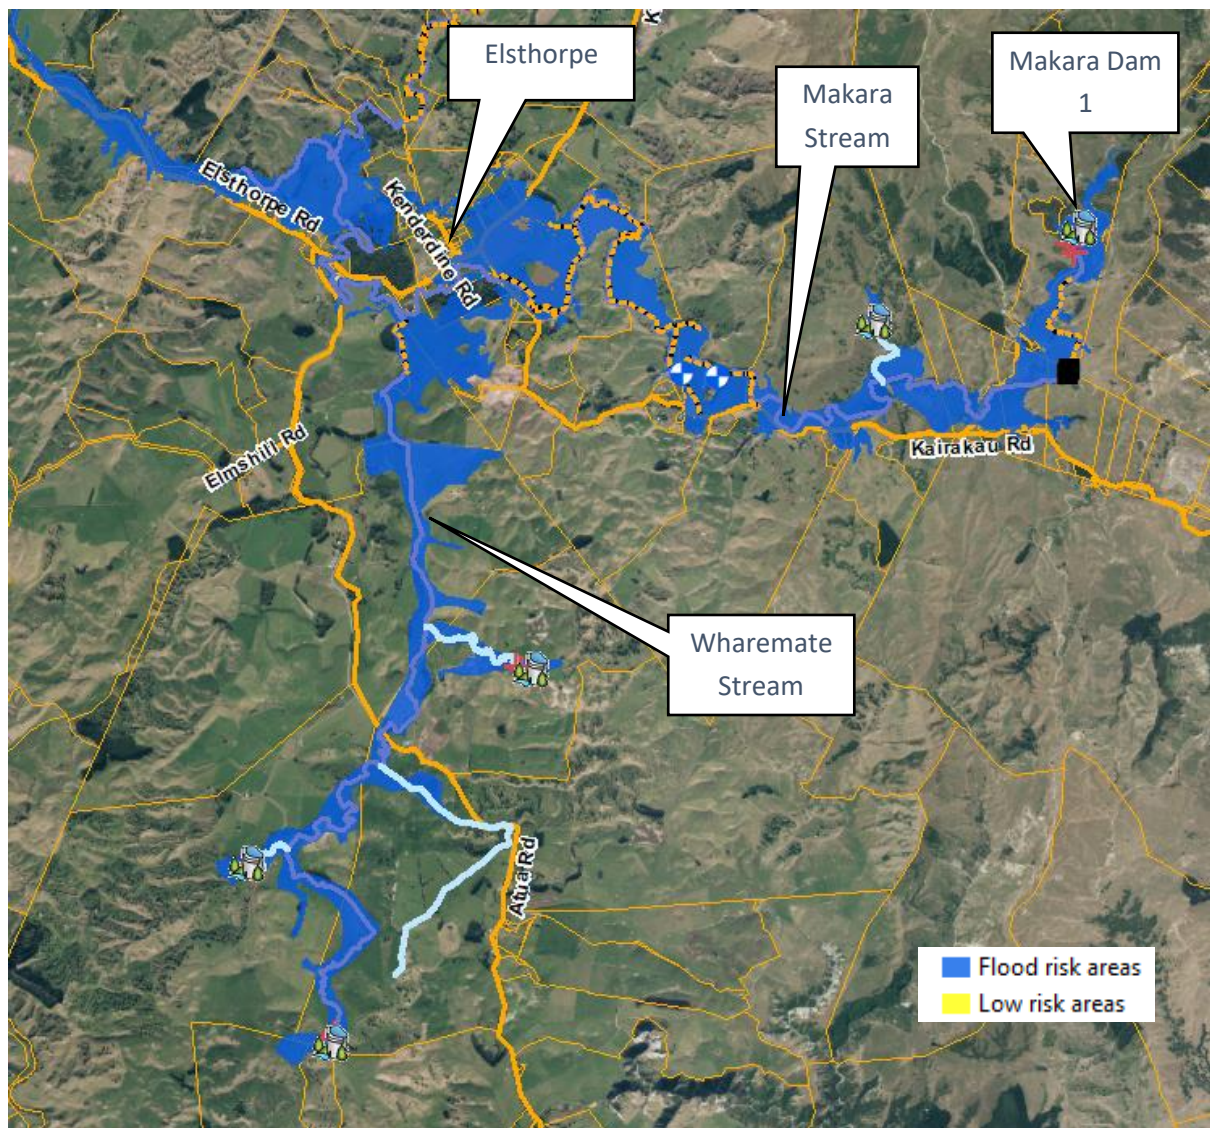 K
Elsthorpe
Makara Dam
1
Makara
Stream
Elsthorpe Rd
Kenderdine Rd
Elmshill Rd
Kairakau Rd
Wharemate
Stream
Atua Rd
Flood risk areas
Low risk areas